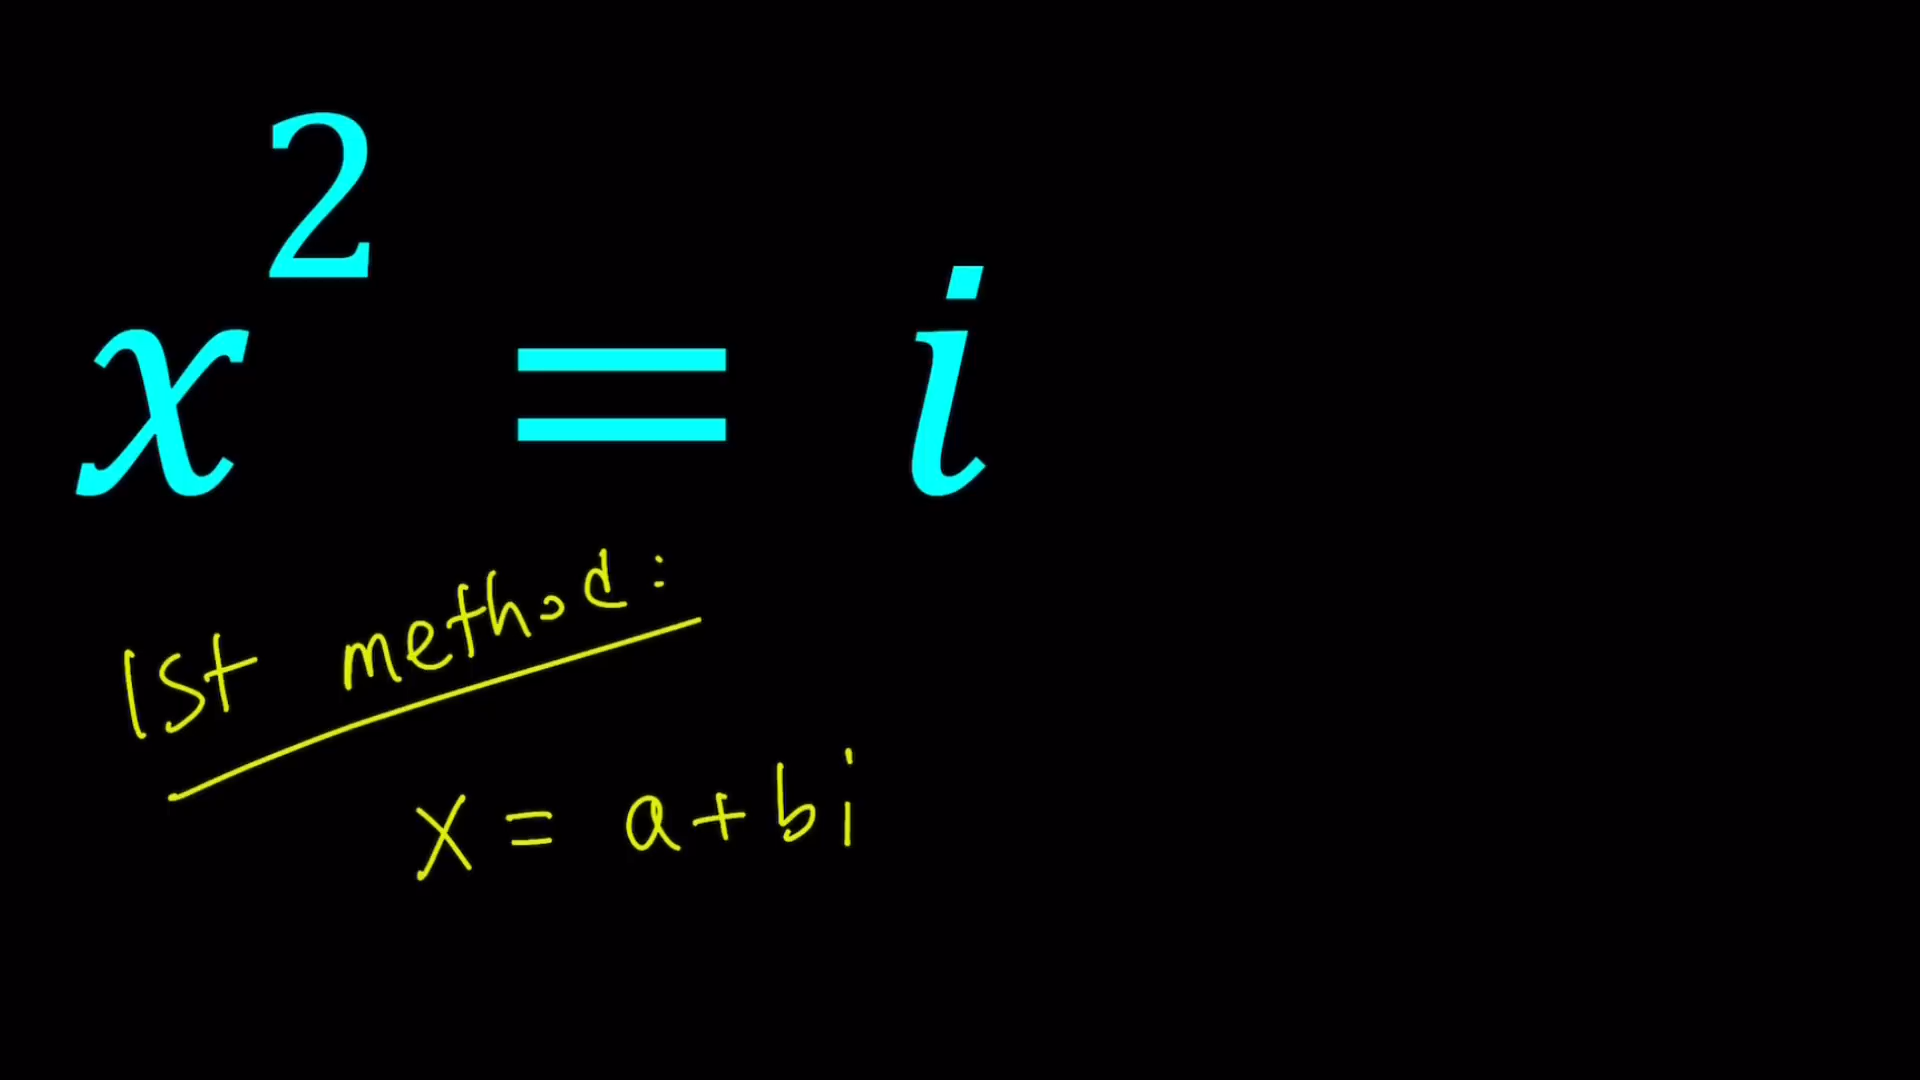 x² = i
1st method:
x = a + bi